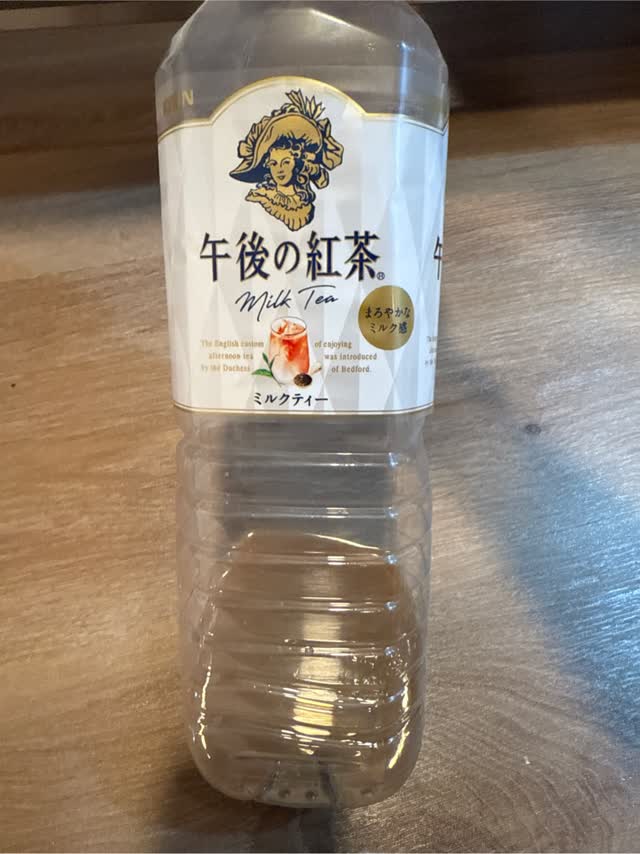 午後の紅茶®
Milk Tea
まろやかな
ミルク感
The English custom of enjoying
afternoon tea was introduced
by the Duchess of Bedford.
ミルクティー
午